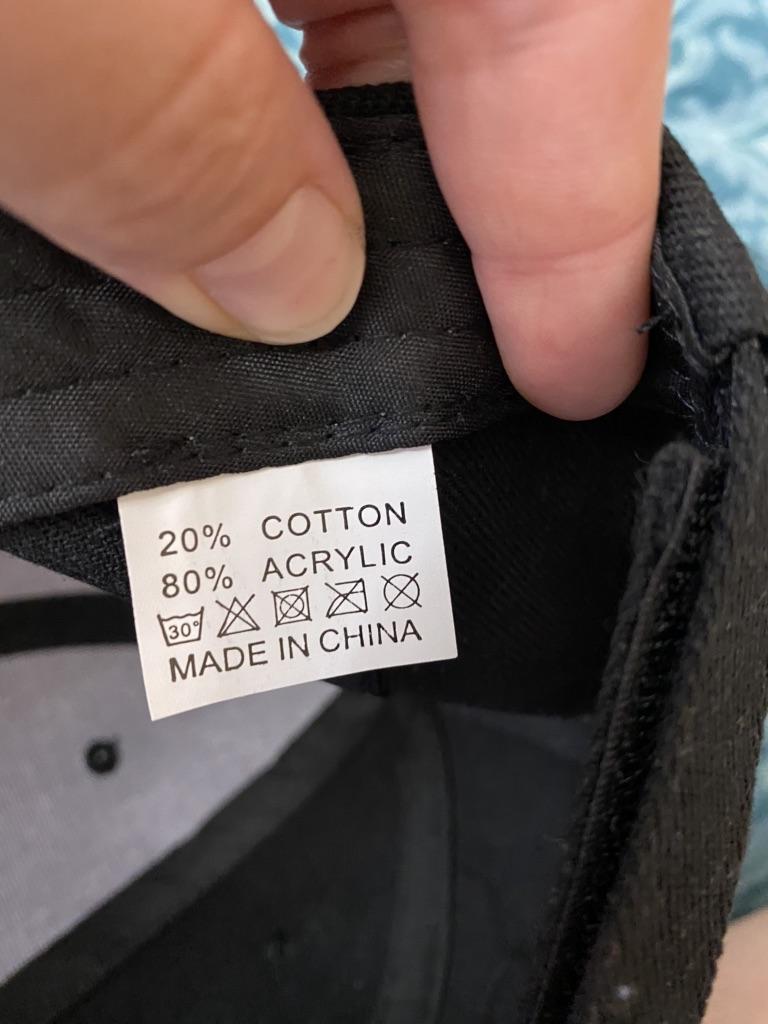 20% COTTON
80% ACRYLIC
30°
MADE IN CHINA